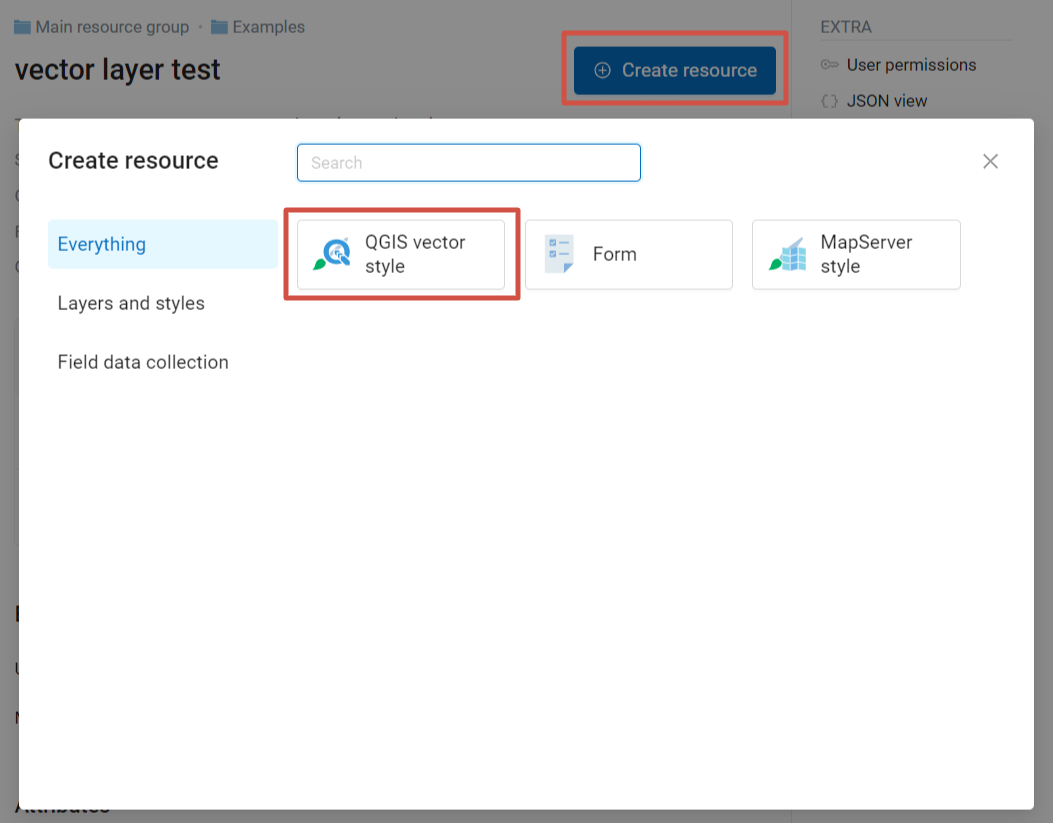 Main resource group · Examples
EXTRA
vector layer test
Create resource
User permissions
JSON view
Create resource
Search
Everything
QGIS vector style
Form
MapServer style
Layers and styles
Field data collection
Attributes